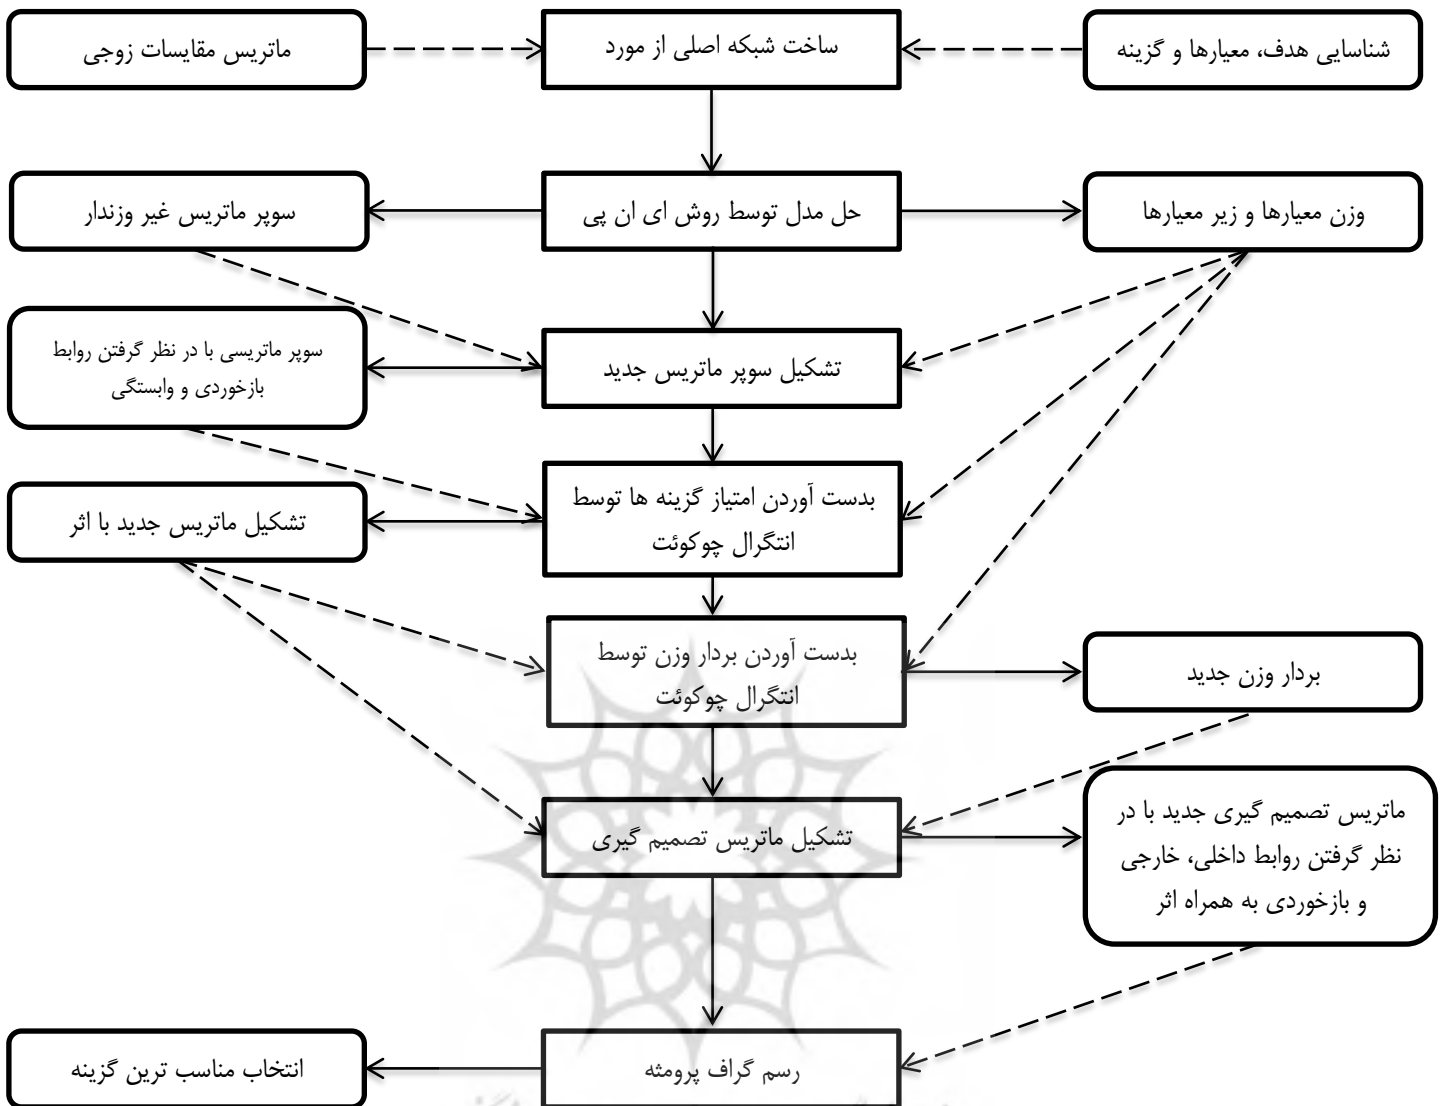 شناسایی هدف، معیارها و گزینه
ساخت شبکه اصلی از مورد
ماتریس مقایسات زوجی
وزن معیارها و زیر معیارها
حل مدل توسط روش ای ان پی
سوپر ماتریس غیر وزندار
تشکیل سوپر ماتریس جدید
سوپر ماتریسی با در نظر گرفتن روابط
بازخوردی و وابستگی
بدست آوردن امتیاز گزینه ها توسط
انتگرال چوکوئت
تشکیل ماتریس جدید با اثر
بدست آوردن بردار وزن توسط
انتگرال چوکوئت
بردار وزن جدید
تشکیل ماتریس تصمیم گیری
ماتریس تصمیم گیری جدید با در
نظر گرفتن روابط داخلی، خارجی
و بازخوردی به همراه اثر
رسم گراف پرومثه
انتخاب مناسب ترین گزینه